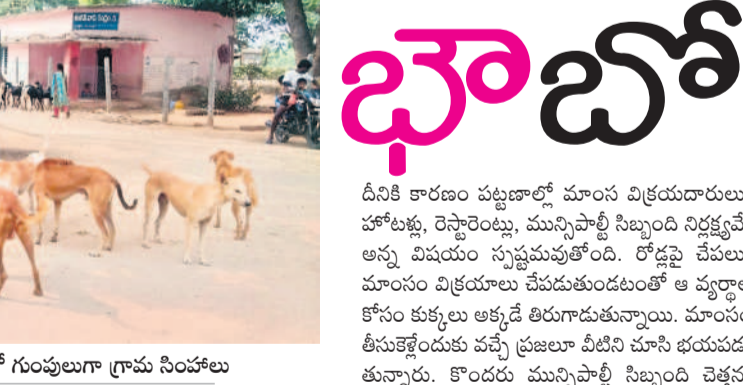 భౌ బో
దీనికి కారణం పట్టణాల్లో మాంస విక్రయదారులు
హోటళ్లు, రెస్టారెంట్లు, మున్సిపాల్టీ సిబ్బంది నిర్లక్ష్యమే
అన్న విషయం స్పష్టమవుతోంది. రోడ్లపై చేపలు
మాంసం విక్రయాలు చేపడుతుండటంతో ఆ వ్యర్థాల
కోసం కుక్కలు అక్కడే తిరుగాడుతున్నాయి. మాంసం
తీసుకెళ్లేందుకు వచ్చే ప్రజలూ వీటిని చూసి భయపడ
తున్నారు. కొందరు మున్సిపాల్టీ సిబ్బంది చెత్తను
గుంపులుగా గ్రామ సింహాలు